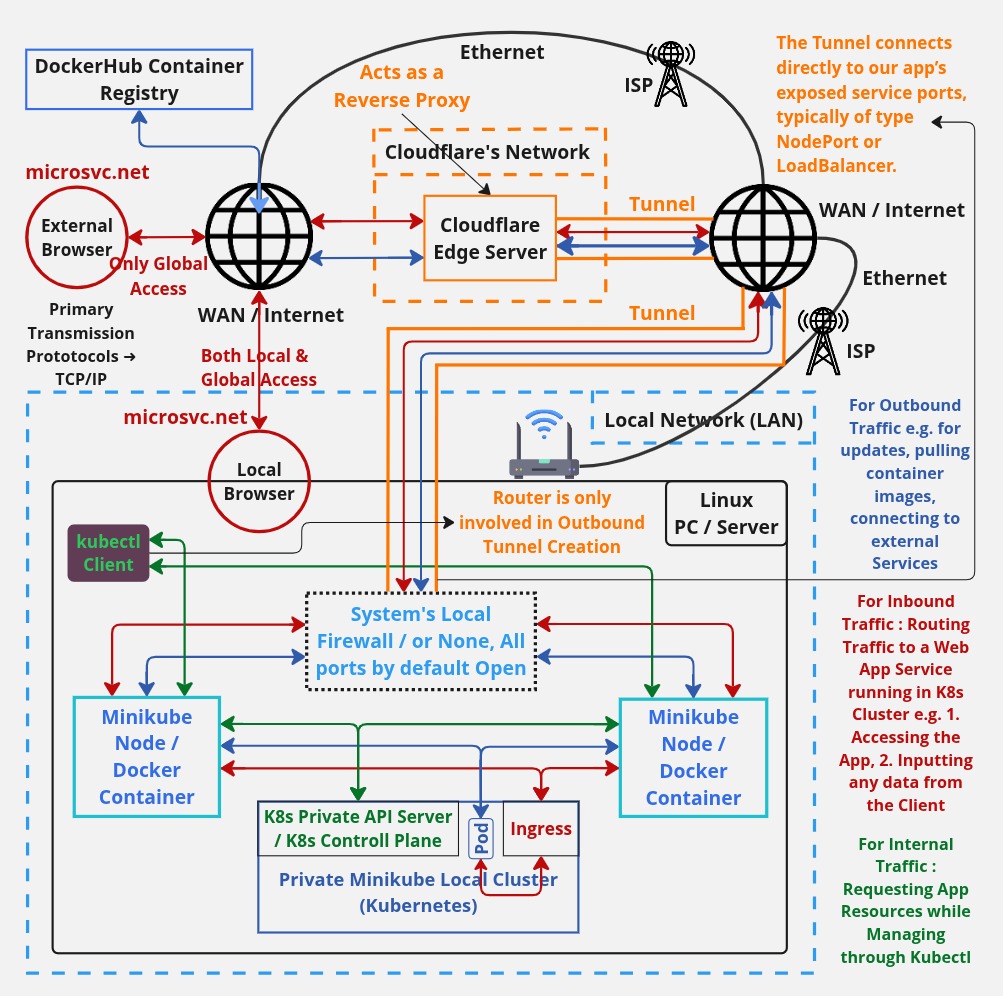 Ethernet
DockerHub Container
Registry
Acts as a
Reverse Proxy
ISP
The Tunnel connects
directly to our app's
exposed service ports,
typically of type
NodePort or
LoadBalancer.
Cloudflare's Network
microsvc.net
External
Browser
Only Global
Access
Cloudflare
Edge Server
Tunnel
WAN / Internet
Ethernet
Primary
Transmission
Prototocols →
TCP/IP
WAN / Internet
Tunnel
ISP
Both Local &
Global Access
microsvc.net
Local
Browser
Local Network (LAN)
For Outbound
Traffic e.g. for
updates, pulling
container
images,
connecting to
external
Services
Router is only
involved in Outbound
Tunnel Creation
Linux
PC / Server
kubectl
Client
System's Local
Firewall / or None, All
ports by default Open
For Inbound
Traffic : Routing
Traffic to a Web
App Service
running in K8s
Cluster e.g. 1.
Accessing the
App, 2. Inputting
any data from
the Client
Minikube
Node /
Docker
Container
Minikube
Node /
Docker
Container
K8s Private API Server
/ K8s Controll Plane
Pod
Ingress
Private Minikube Local Cluster
(Kubernetes)
For Internal
Traffic :
Requesting App
Resources while
Managing
through Kubectl